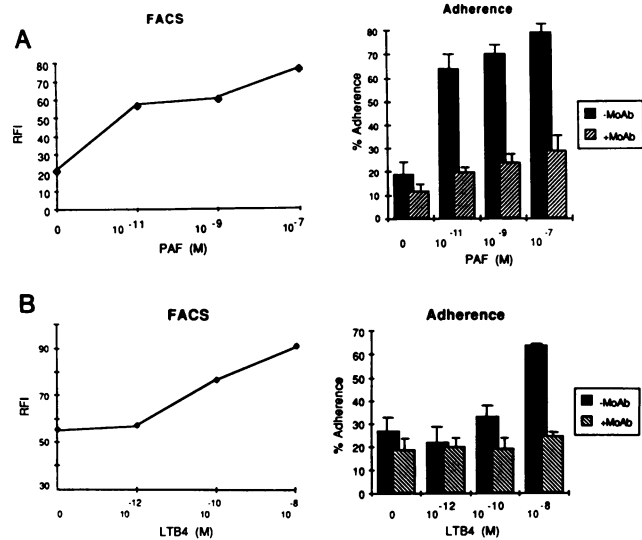 A
FACS
RFI
80
70
60
50
40
30
20
10
0
0
10 -11
10 -9
10 -7
PAF (M)
Adherence
% Adherence
80
70
60
50
40
30
20
10
0
0
10 -11
10 -9
10 -7
PAF (M)
-MoAb
+MoAb
B
FACS
RFI
90
70
50
30
0
10 -12
10 -10
10 -8
LTB4 (M)
Adherence
% Adherence
70
60
50
40
30
20
10
0
0
10 -12
10 -10
10 -8
LTB4 (M)
-MoAb
+MoAb